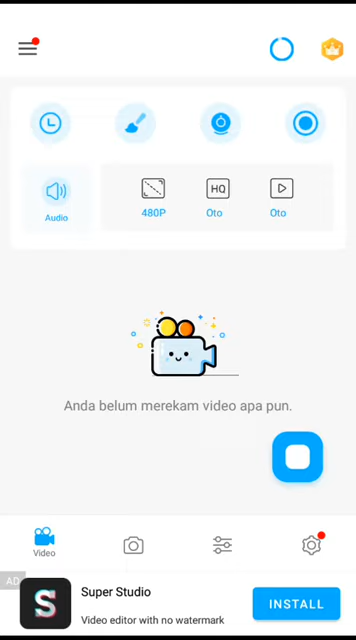 HQ
Audio
480P
Oto
Oto
Anda belum merekam video apa pun.
Video
AD
S
Super Studio
Video editor with no watermark
INSTALL